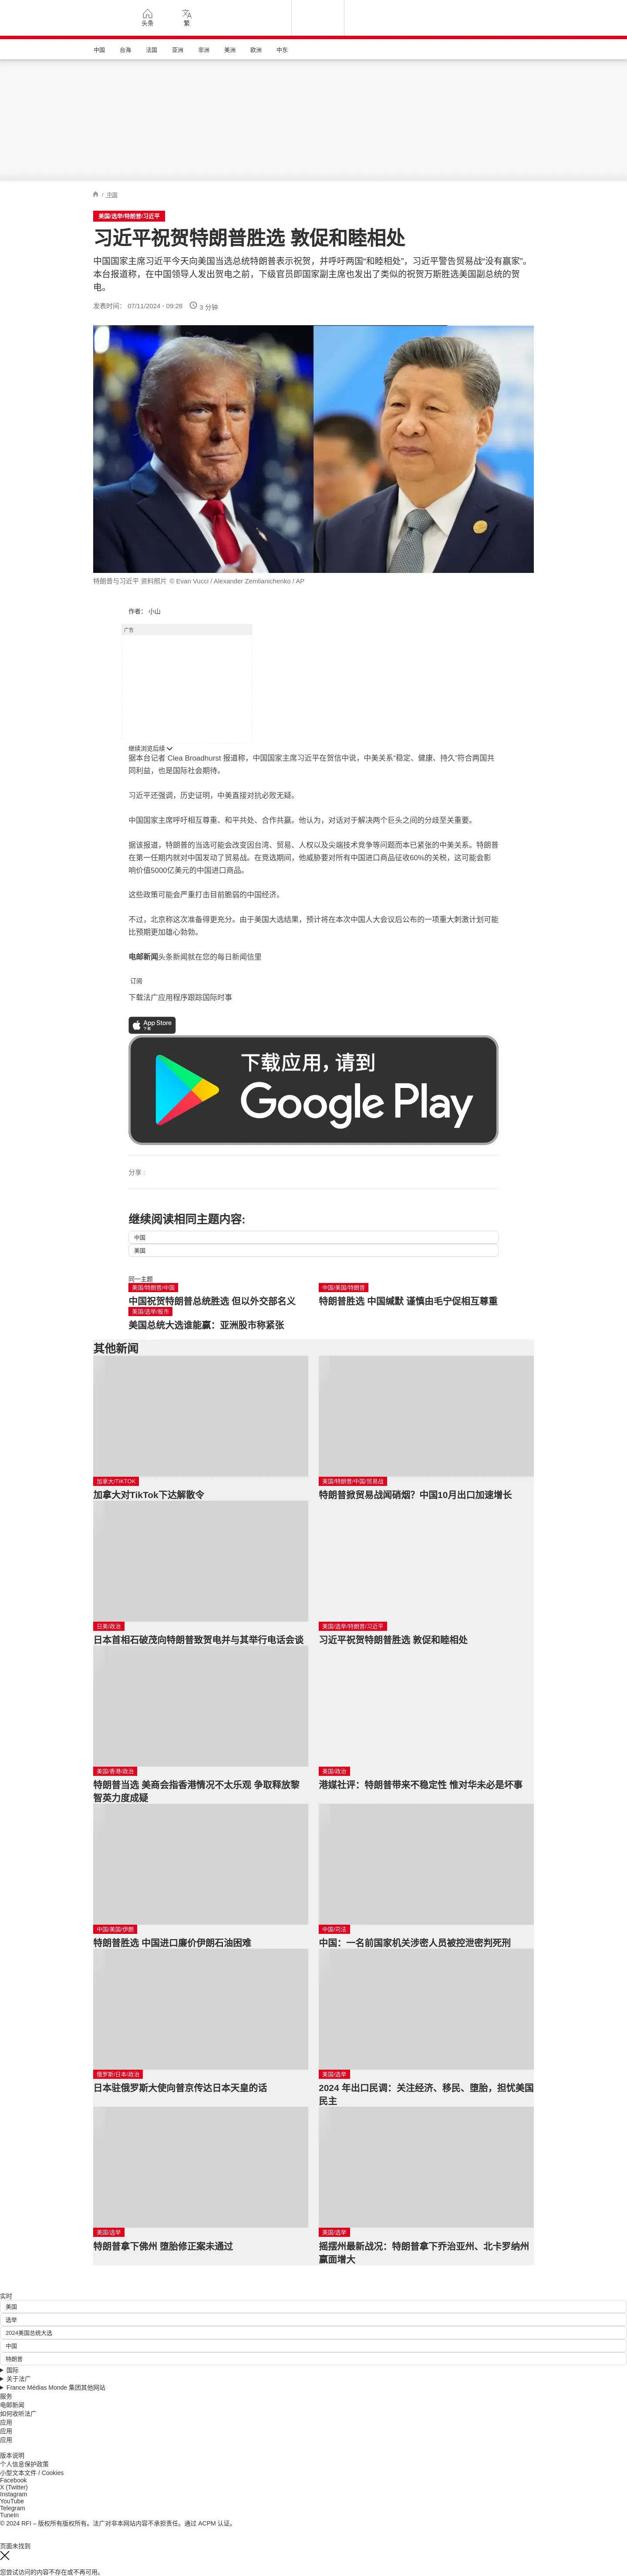 头条
繁
中国
台海
法国
亚洲
非洲
美洲
欧洲
中东
/ 中国
美国/选举/特朗普/习近平
习近平祝贺特朗普胜选 敦促和睦相处
中国国家主席习近平今天向美国当选总统特朗普表示祝贺，并呼吁两国“和睦相处”，习近平警告贸易战“没有赢家”。
本台报道称，在中国领导人发出贺电之前，下级官员即国家副主席也发出了类似的祝贺万斯胜选美国副总统的贺
电。
发表时间： 07/11/2024 - 09:28
3 分钟
特朗普与习近平 资料照片 © Evan Vucci / Alexander Zemlianichenko / AP
作者： 小山
广告
继续浏览后续
据本台记者 Clea Broadhurst 报道称，中国国家主席习近平在贺信中说，中美关系“稳定、健康、持久”符合两国共
同利益，也是国际社会期待。
习近平还强调，历史证明，中美直接对抗必败无疑。
中国国家主席呼吁相互尊重、和平共处、合作共赢。他认为，对话对于解决两个巨头之间的分歧至关重要。
据该报道，特朗普的当选可能会改变因台湾、贸易、人权以及尖端技术竞争等问题而本已紧张的中美关系。特朗普
在第一任期内就对中国发动了贸易战。在竞选期间，他威胁要对所有中国进口商品征收60%的关税，这可能会影
响价值5000亿美元的中国进口商品。
这些政策可能会严重打击目前脆弱的中国经济。
不过，北京称这次准备得更充分。由于美国大选结果，预计将在本次中国人大会议后公布的一项重大刺激计划可能
比预期更加雄心勃勃。
电邮新闻头条新闻就在您的每日新闻信里
订阅
下载法广应用程序跟踪国际时事
App Store
下载
下载应用，请到
Google Play
分享 :
继续阅读相同主题内容:
中国
美国
同一主题
美国/特朗普/中国
中国祝贺特朗普总统胜选 但以外交部名义
中国/美国/特朗普
特朗普胜选 中国缄默 谨慎由毛宁促相互尊重
美国/选举/股市
美国总统大选谁能赢：亚洲股市称紧张
其他新闻
加拿大/TIKTOK
加拿大对TikTok下达解散令
美国/特朗普/中国/贸易战
特朗普掀贸易战闻硝烟？中国10月出口加速增长
日美/政治
日本首相石破茂向特朗普致贺电并与其举行电话会谈
美国/选举/特朗普/习近平
习近平祝贺特朗普胜选 敦促和睦相处
美国/香港/政治
特朗普当选 美商会指香港情况不太乐观 争取释放黎
智英力度成疑
美国/政治
港媒社评：特朗普带来不稳定性 惟对华未必是坏事
中国/美国/伊朗
特朗普胜选 中国进口廉价伊朗石油困难
中国/司法
中国：一名前国家机关涉密人员被控泄密判死刑
俄罗斯/日本/政治
日本驻俄罗斯大使向普京传达日本天皇的话
美国/选举
2024 年出口民调：关注经济、移民、堕胎，担忧美国
民主
美国/选举
特朗普拿下佛州 堕胎修正案未通过
美国/选举
摇摆州最新战况：特朗普拿下乔治亚州、北卡罗纳州
赢面增大
实时
美国
选举
2024美国总统大选
中国
特朗普
国际
关于法广
France Médias Monde 集团其他网站
服务
电邮新闻
如何收听法广
应用
应用
应用
版本说明
个人信息保护政策
小型文本文件 / Cookies
Facebook
X (Twitter)
Instagram
YouTube
Telegram
TuneIn
© 2024 RFI – 版权所有版权所有。法广对非本网站内容不承担责任。通过 ACPM 认证。
页面未找到
您尝试访问的内容不存在或不再可用。